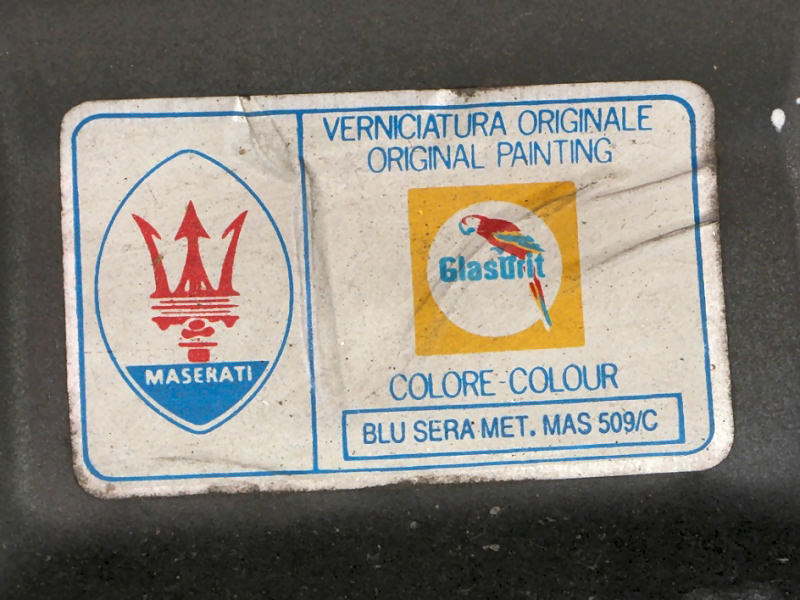 MASERATI
VERNICIATURA ORIGINALE
ORIGINAL PAINTING
Glasurit
COLORE-COLOUR
BLU SERA MET. MAS 509/C